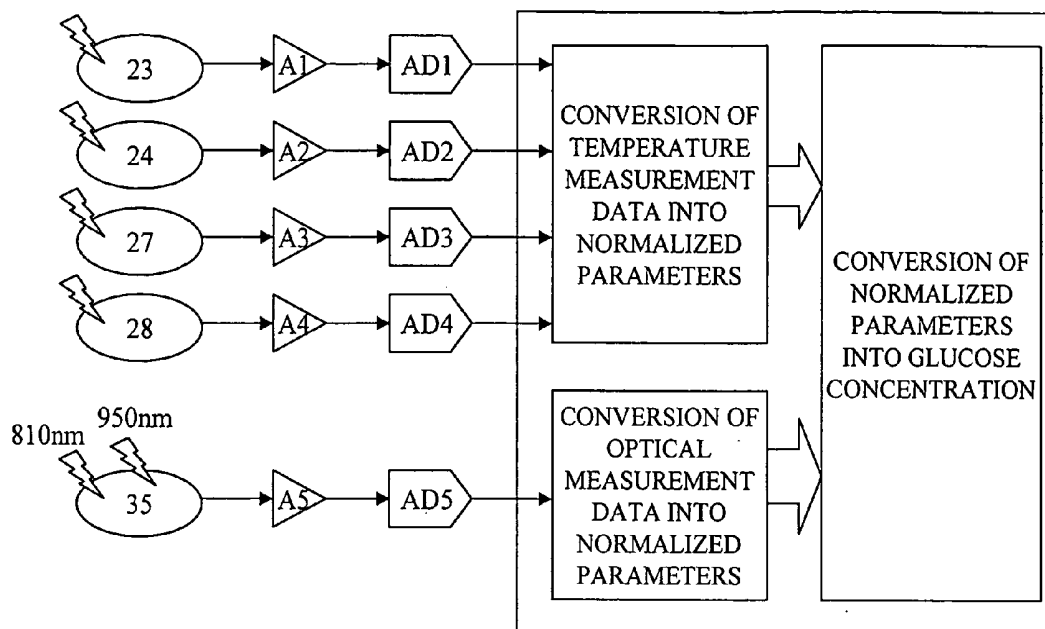 23 A1 AD1
24 A2 AD2
27 A3 AD3
28 A4 AD4
CONVERSION OF
TEMPERATURE
MEASUREMENT
DATA INTO
NORMALIZED
PARAMETERS
810nm 950nm
35 A5 AD5
CONVERSION OF
OPTICAL
MEASUREMENT
DATA INTO
NORMALIZED
PARAMETERS
CONVERSION OF
NORMALIZED
PARAMETERS
INTO GLUCOSE
CONCENTRATION